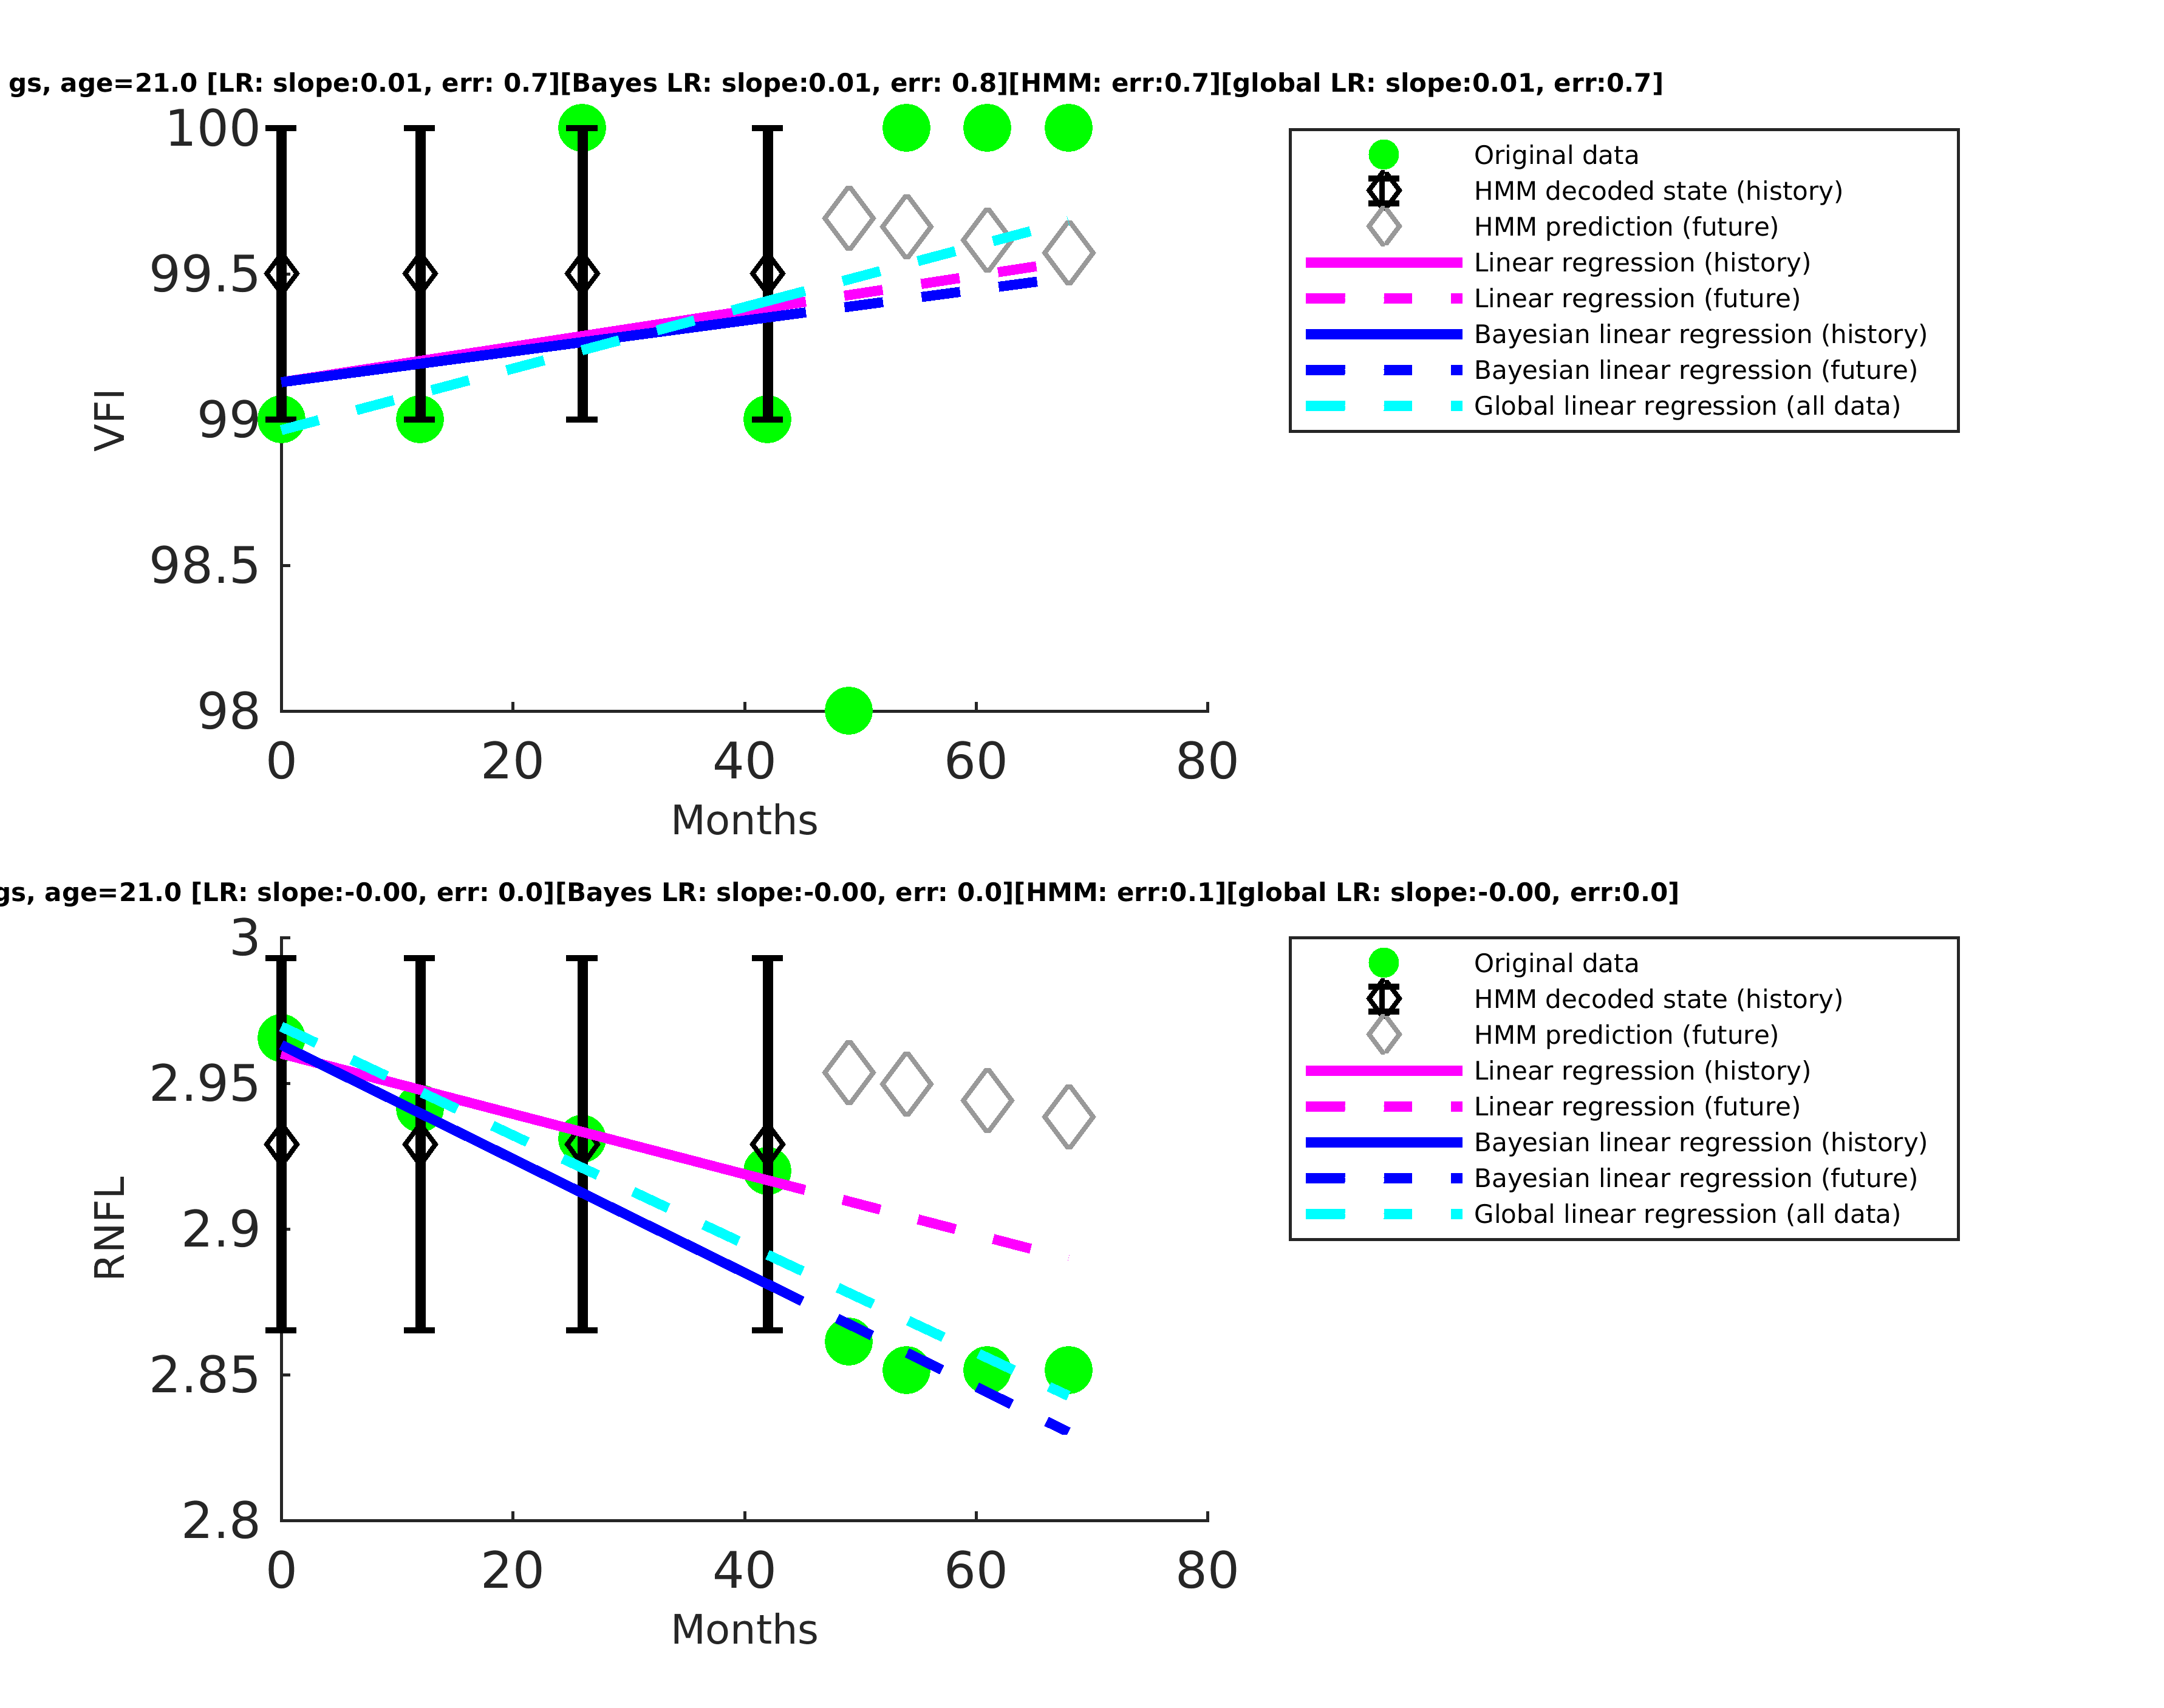 gs, age=21.0 [LR: slope:0.01, err: 0.7][Bayes LR: slope:0.01, err: 0.8][HMM: err:0.7][global LR: slope:0.01, err:0.7]
100
99.5
99
98.5
98
VFI
0 20 40 60 80
Months
Original data
HMM decoded state (history)
HMM prediction (future)
Linear regression (history)
Linear regression (future)
Bayesian linear regression (history)
Bayesian linear regression (future)
Global linear regression (all data)
gs, age=21.0 [LR: slope:-0.00, err: 0.0][Bayes LR: slope:-0.00, err: 0.0][HMM: err:0.1][global LR: slope:-0.00, err:0.0]
3
2.95
2.9
2.85
2.8
RNFL
0 20 40 60 80
Months
Original data
HMM decoded state (history)
HMM prediction (future)
Linear regression (history)
Linear regression (future)
Bayesian linear regression (history)
Bayesian linear regression (future)
Global linear regression (all data)